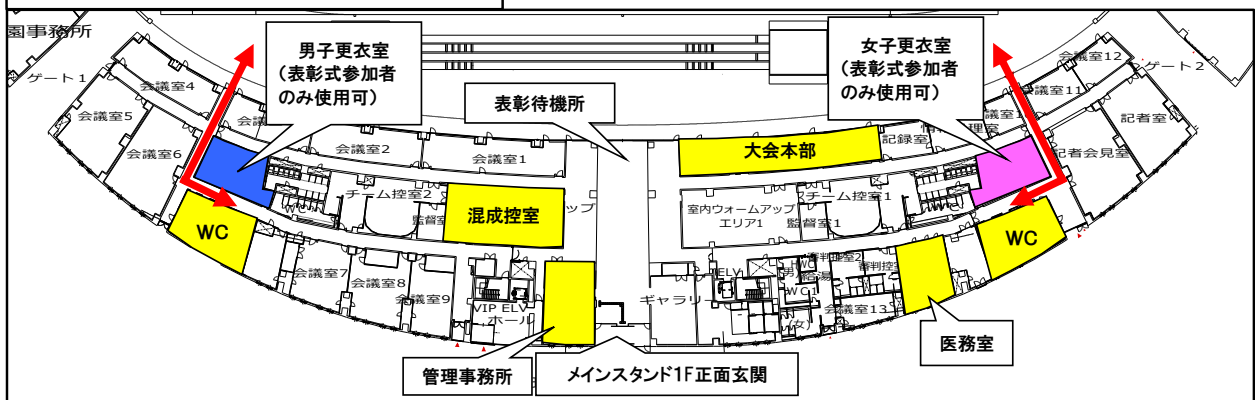 園事務所
ゲート1
会議室4
会議室5
会議室6
男子更衣室
(表彰式参加者
のみ使用可)
会議室2
会議室1
表彰待機所
大会本部
女子更衣室
(表彰式参加者
のみ使用可)
会議室12
ゲート2
会議室11
記者室
記者会見室
記録室
チーム控室2
混成控室
室内ウォームアップ
エリア1
監督室1
チーム控室1
WC
WC
会議室7
会議室8
会議室9
VIP ELV
ホール
ギャラリー
ELV
WC1
(女)
審判控室2
会議室13
医務室
管理事務所
メインスタンド1F正面玄関